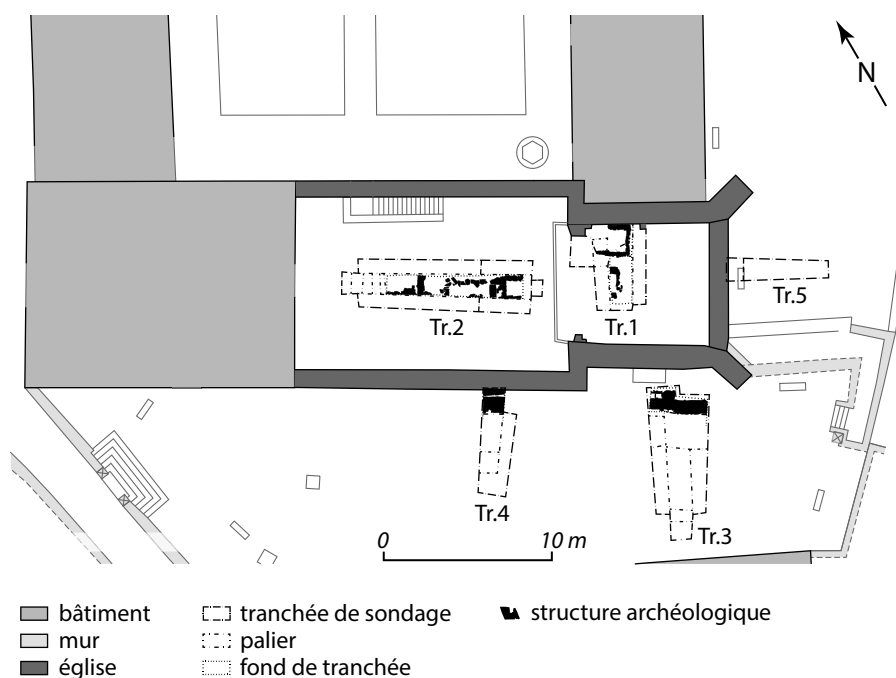 N
Tr.5
Tr.2
Tr.1
Tr.4
Tr.3
0 10 m
bâtiment
mur
église
tranchée de sondage
palier
fond de tranchée
structure archéologique